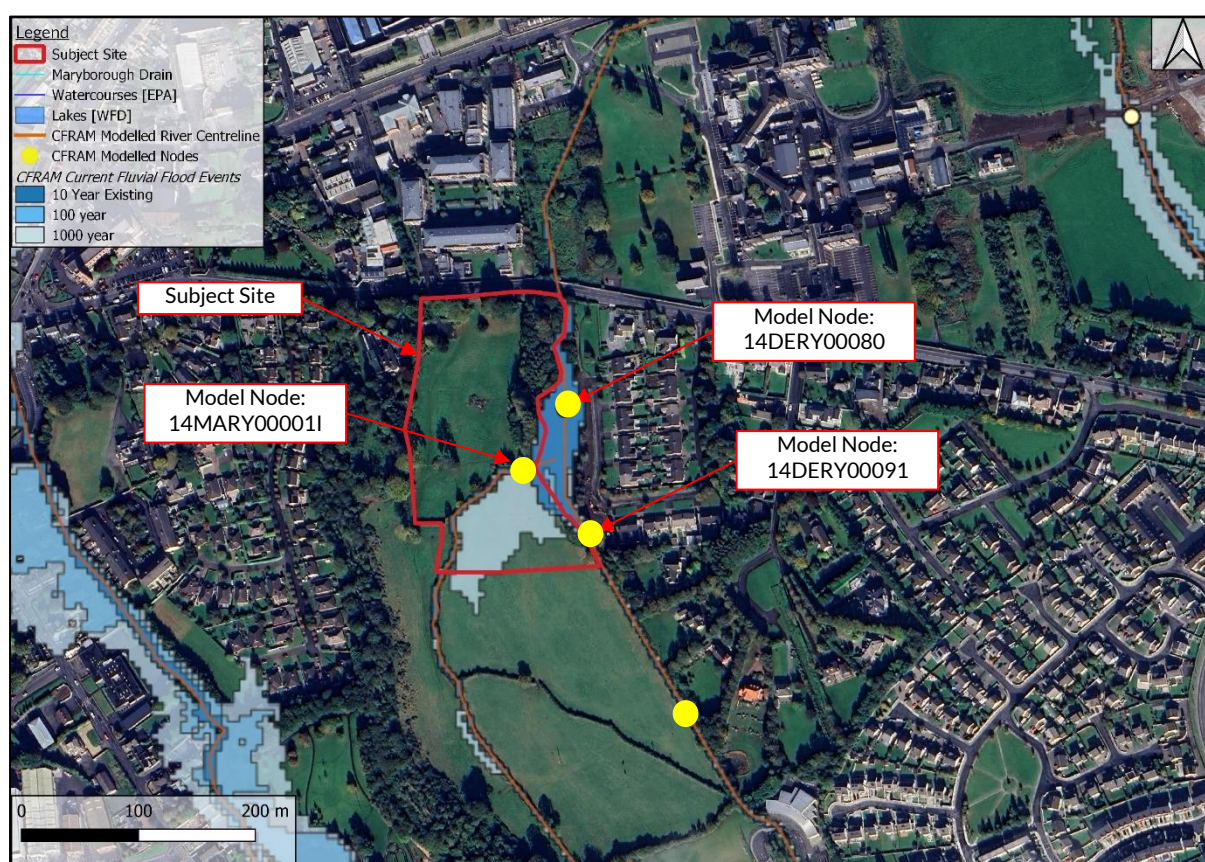 Legend
Subject Site
Maryborough Drain
Watercourses [EPA]
Lakes [WFD]
CFRAM Modelled River Centreline
CFRAM Modelled Nodes
CFRAM Current Fluvial Flood Events
10 Year Existing
100 year
1000 year
Subject Site
Model Node:
14DERY00080
Model Node:
14MARY00001I
Model Node:
14DERY00091
0 100 200 m